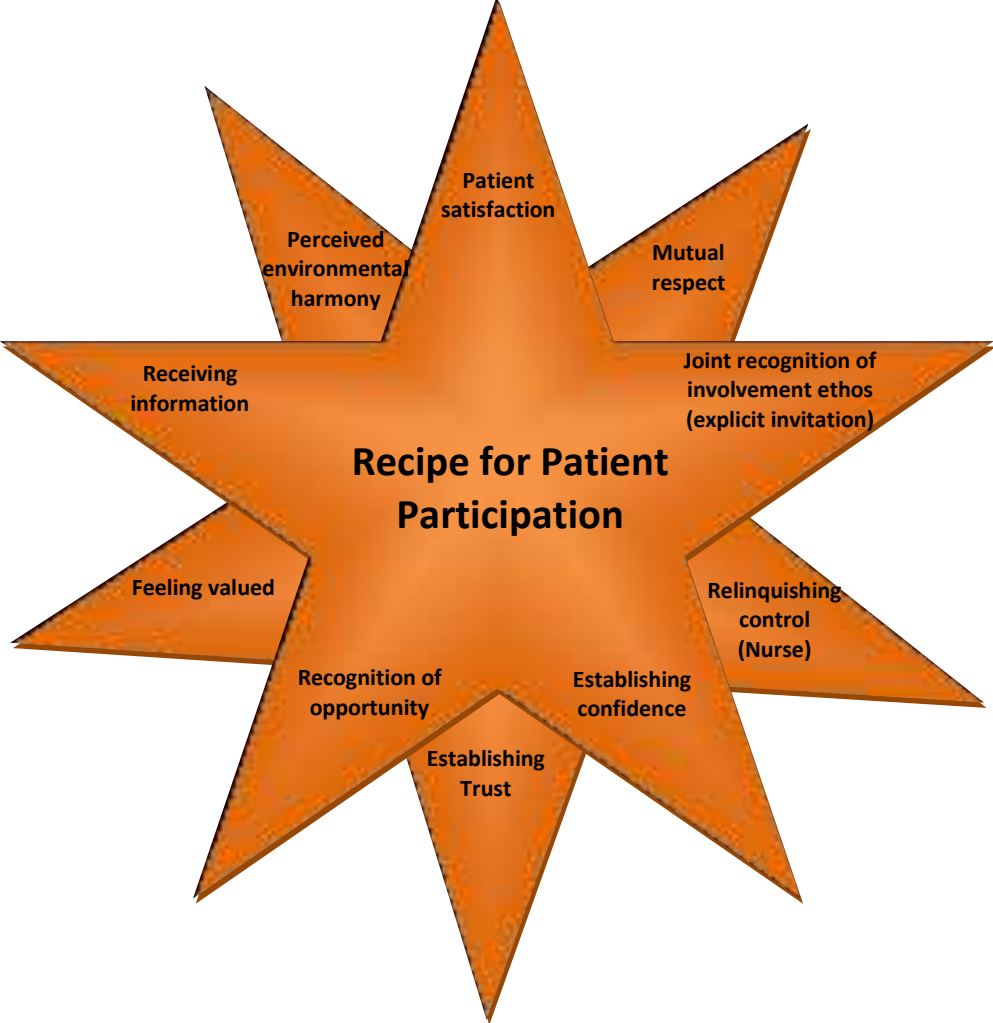 Patient
satisfaction
Perceived
environmental
harmony
Mutual
respect
Receiving
information
Joint recognition of
involvement ethos
(explicit invitation)
Recipe for Patient
Participation
Feeling valued
Relinquishing
control
(Nurse)
Recognition of
opportunity
Establishing
confidence
Establishing
Trust